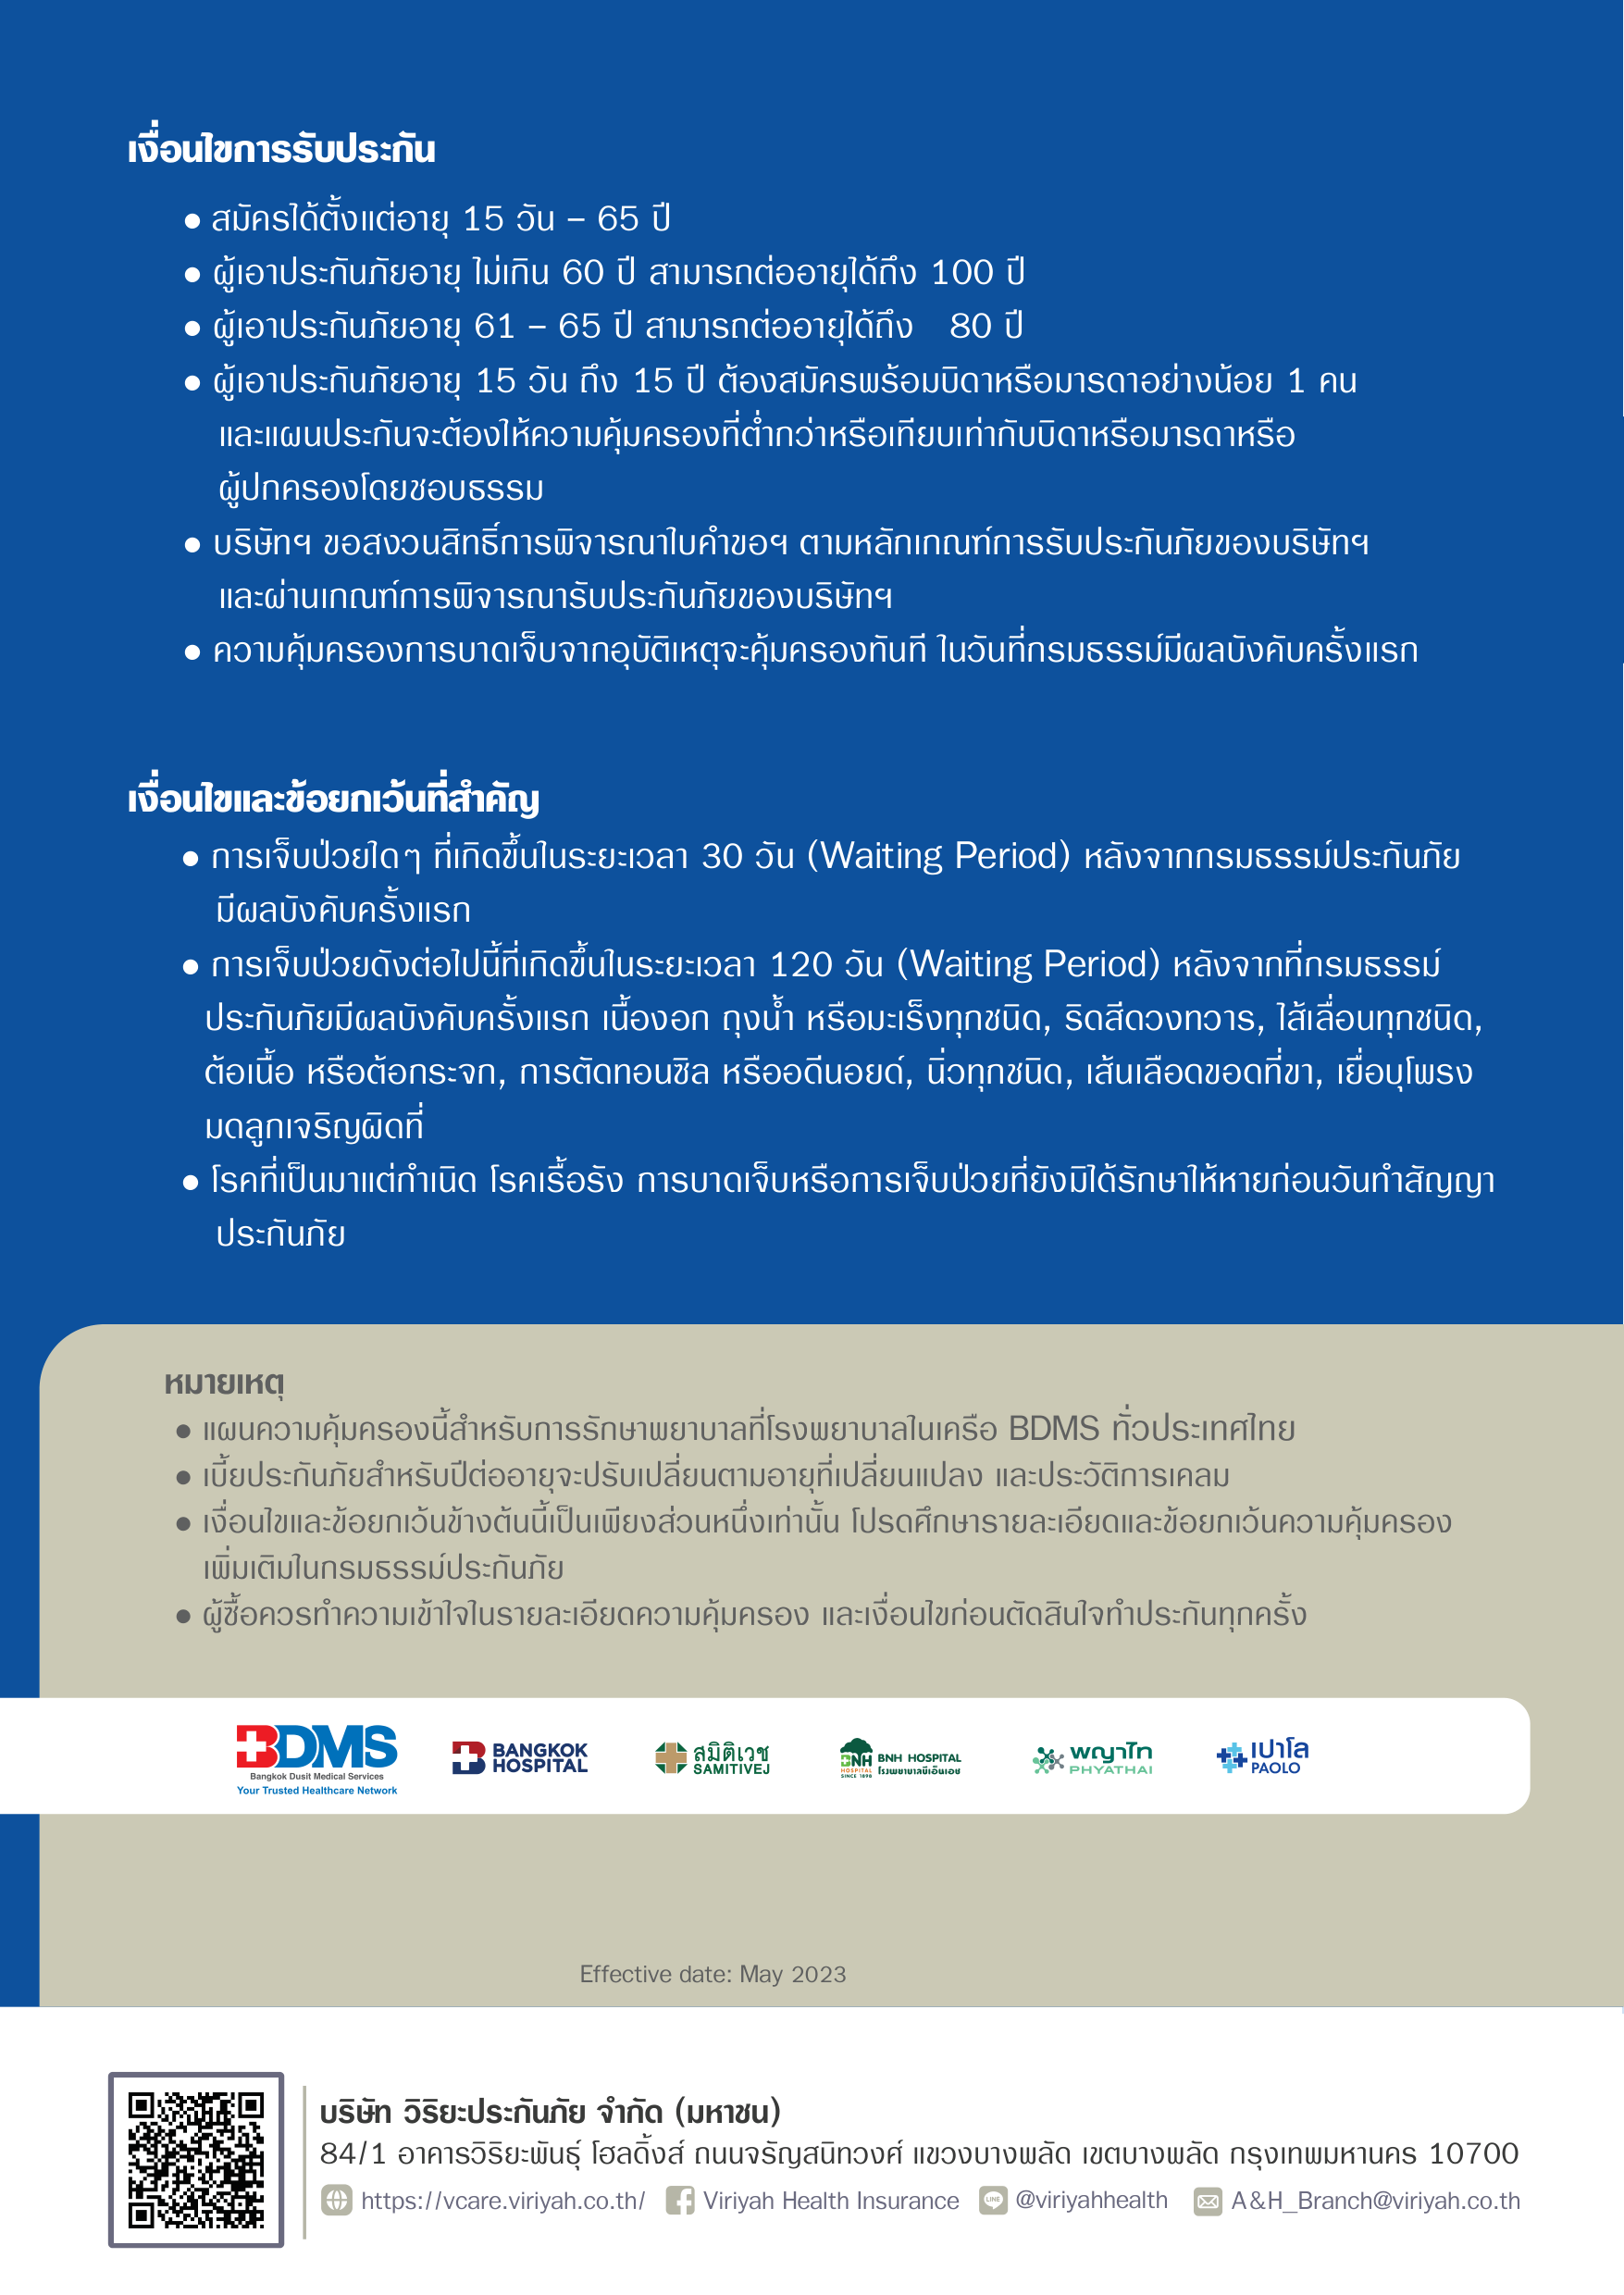 เงื่อนไขการรับประกัน
● สมัครได้ตั้งแต่อายุ 15 วัน – 65 ปี
● ผู้เอาประกันภัยอายุ ไม่เกิน 60 ปี สามารถต่ออายุได้ถึง 100 ปี
● ผู้เอาประกันภัยอายุ 61 – 65 ปี สามารถต่ออายุได้ถึง 80 ปี
● ผู้เอาประกันภัยอายุ 15 วัน ถึง 15 ปี ต้องสมัครพร้อมบิดาหรือมารดาอย่างน้อย 1 คน
และแผนประกันจะต้องให้ความคุ้มครองที่ต่ำกว่าหรือเทียบเท่ากับบิดาหรือมารดาหรือ
ผู้ปกครองโดยชอบธรรม
● บริษัทฯ ขอสงวนสิทธิ์การพิจารณาใบคำขอฯ ตามหลักเกณฑ์การรับประกันภัยของบริษัทฯ
และผ่านเกณฑ์การพิจารณารับประกันภัยของบริษัทฯ
● ความคุ้มครองการบาดเจ็บจากอุบัติเหตุจะคุ้มครองทันที ในวันที่กรมธรรม์มีผลบังคับครั้งแรก
เงื่อนไขและข้อยกเว้นที่สำคัญ
● การเจ็บป่วยใดๆ ที่เกิดขึ้นในระยะเวลา 30 วัน (Waiting Period) หลังจากกรมธรรม์ประกันภัย
มีผลบังคับครั้งแรก
● การเจ็บป่วยดังต่อไปนี้ที่เกิดขึ้นในระยะเวลา 120 วัน (Waiting Period) หลังจากที่กรมธรรม์
ประกันภัยมีผลบังคับครั้งแรก เนื้องอก ถุงน้ำ หรือมะเร็งทุกชนิด, ริดสีดวงทวาร, ไส้เลื่อนทุกชนิด,
ต้อเนื้อ หรือต้อกระจก, การตัดทอนซิล หรืออดีนอยด์, นิ่วทุกชนิด, เส้นเลือดขอดที่ขา, เยื่อบุโพรง
มดลูกเจริญผิดที่
● โรคที่เป็นมาแต่กำเนิด โรคเรื้อรัง การบาดเจ็บหรือการเจ็บป่วยที่ยังมิได้รักษาให้หายก่อนวันทำสัญญา
ประกันภัย
หมายเหตุ
● แผนความคุ้มครองนี้สำหรับการรักษาพยาบาลที่โรงพยาบาลในเครือ BDMS ทั่วประเทศไทย
● เบี้ยประกันภัยสำหรับปีต่ออายุจะปรับเปลี่ยนตามอายุที่เปลี่ยนแปลง และประวัติการเคลม
● เงื่อนไขและข้อยกเว้นข้างต้นนี้เป็นเพียงส่วนหนึ่งเท่านั้น โปรดศึกษารายละเอียดและข้อยกเว้นความคุ้มครอง
เพิ่มเติมในกรมธรรม์ประกันภัย
● ผู้ซื้อควรทำความเข้าใจในรายละเอียดความคุ้มครอง และเงื่อนไขก่อนตัดสินใจทำประกันทุกครั้ง
BDMS
Bangkok Dusit Medical Services
Your Trusted Healthcare Network
BANGKOK
HOSPITAL
สมิติเวช
SAMITIVEJ
BNH
HOSPITAL
SINCE 1898
BNH HOSPITAL
โรงพยาบาลบีเอ็นเอช
พญาไท
PHYATHAI
เปาโล
PAOLO
Effective date: May 2023
บริษัท วิริยะประกันภัย จำกัด (มหาชน)
84/1 อาคารวิริยะพันธุ์ โฮลดิ้งส์ ถนนจรัญสนิทวงศ์ แขวงบางพลัด เขตบางพลัด กรุงเทพมหานคร 10700
https://vcare.viriyah.co.th/ Viriyah Health Insurance LINE @viriyahhealth A&H_Branch@viriyah.co.th